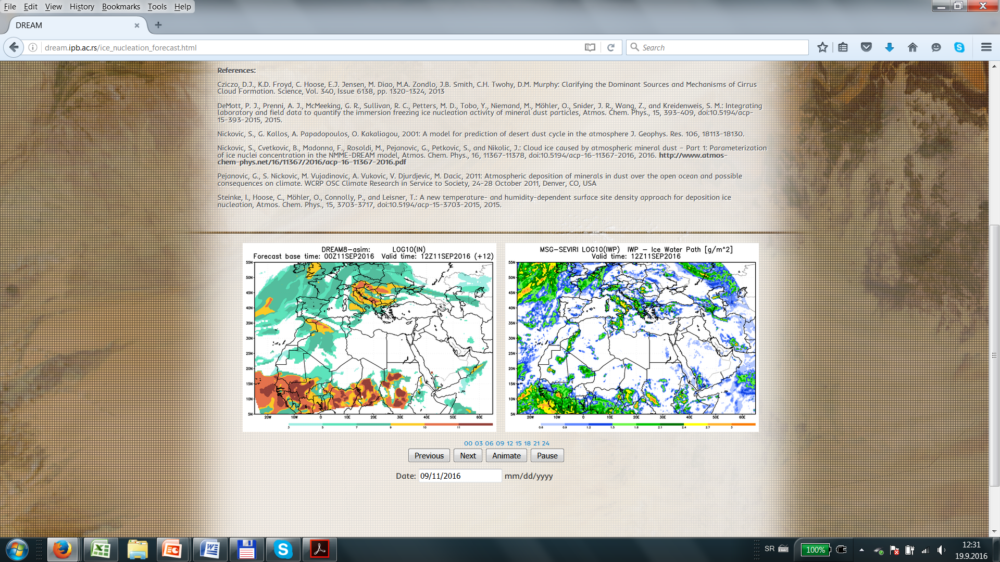 File Edit View History Bookmarks Tools Help
DREAM
dream.ipb.ac.rs/ice_nucleation_forecast.html
Search
References:
Cziczo, D.J., K.D. Froyd, C. Hoose, E.J. Jensen, M. Diao, M.A. Zondlo, J.B. Smith, C.H. Twohy, D.M. Murphy: Clarifying the Dominant Sources and Mechanisms of Cirrus
Cloud Formation. Science, Vol. 340, Issue 6138, pp. 1320-1324, 2013
DeMott, P. J., Prenni, A. J., McMeeking, G. R., Sullivan, R. C., Petters, M. D., Tobo, Y., Niemand, M., Möhler, O., Snider, J. R., Wang, Z., and Kreidenweis, S. M.: Integrating
laboratory and field data to quantify the immersion freezing ice nucleation activity of mineral dust particles, Atmos. Chem. Phys., 15, 393-409, doi:10.5194/acp-
15-393-2015, 2015.
Nickovic, S., G. Kallos, A. Papadopoulos, O. Kakaliagou, 2001: A model for prediction of desert dust cycle in the atmosphere J. Geophys. Res. 106, 18113-18130.
Nickovic, S., Cvetkovic, B., Madonna, F., Rosoldi, M., Pejanovic, G., Petkovic, S., and Nikolic, J.: Cloud ice caused by atmospheric mineral dust – Part 1: Parameterization
of ice nuclei concentration in the NMME-DREAM model, Atmos. Chem. Phys., 16, 11367-11378, doi:10.5194/acp-16-11367-2016, 2016. http://www.atmos-
chem-phys.net/16/11367/2016/acp-16-11367-2016.pdf
Pejanovic, G., S. Nickovic, M. Vujadinovic, A. Vukovic, V. Djurdjevic, M. Dacic, 2011: Atmospheric deposition of minerals in dust over the open ocean and possible
consequences on climate. WCRP OSC Climate Research in Service to Society, 24-28 October 2011, Denver, CO, USA
Steinke, I., Hoose, C., Möhler, O., Connolly, P., and Leisner, T.: A new temperature- and humidity-dependent surface site density approach for deposition ice
nucleation, Atmos. Chem. Phys., 15, 3703-3717, doi:10.5194/acp-15-3703-2015, 2015.
DREAM8-asim: LOG10(IN)
Forecast base time: 00Z11SEP2016 Valid time: 12Z11SEP2016 (+12)
55N
50N
45N
40N
35N
30N
25N
20N
15N
10N
5N
20W 10W 0 10E 20E 30E 40E 50E 60E
3 5 7 9 10 11
MSG-SEVIRI LOG10(IWP) IWP - Ice Water Path [g/m^2]
Valid time: 12Z11SEP2016
55N
50N
45N
40N
35N
30N
25N
20N
15N
10N
5N
20W 10W 0 10E 20E 30E 40E 50E 60E
0.6 0.9 1.2 1.5 1.8 2.1 2.4 2.7 3
00 03 06 09 12 15 18 21 24
Previous Next Animate Pause
Date: 09/11/2016 mm/dd/yyyy
SR 100% 12:31
19.9.2016